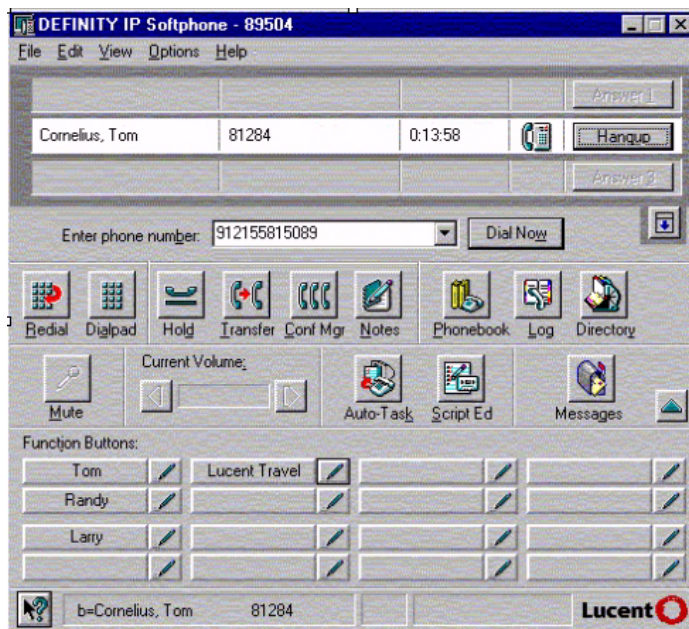 DEFINITY IP Softphone - 89504
File Edit View Options Help
Answer 1
Cornelius, Tom 81284 0:13:58 Hangup
Answer 3
Enter phone number: 912155815089 Dial Now
Redial Dialpad Hold Transfer Conf Mgr Notes Phonebook Log Directory
Current Volume:
Mute Auto-Task Script Ed Messages
Function Buttons:
Tom Lucent Travel
Randy
Larry
b=Cornelius, Tom 81284 Lucent